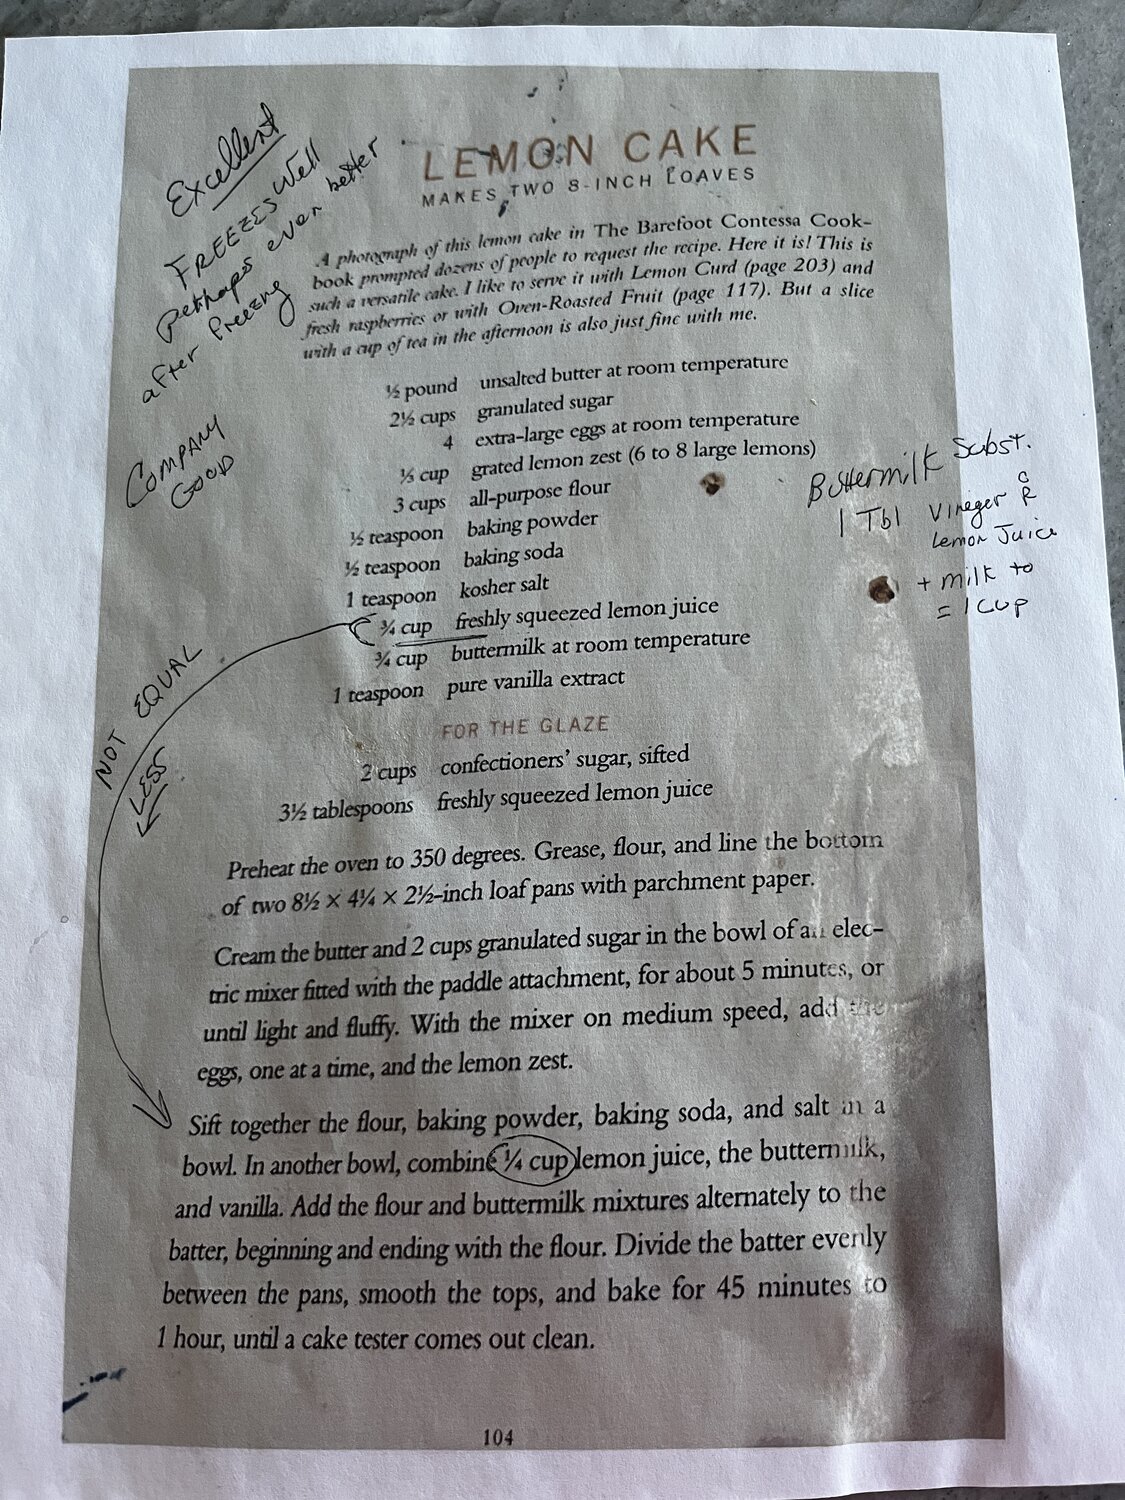 Excellent
FREEZES Well
perhaps even better
after freezing
COMPANY
GOOD
LEMON CAKE
MAKES TWO 8-INCH LOAVES
A photograph of this lemon cake in The Barefoot Contessa Cook-
book prompted dozens of people to request the recipe. Here it is! This is
such a versatile cake. I like to serve it with Lemon Curd (page 203) and
fresh raspberries or with Oven-Roasted Fruit (page 117). But a slice
with a cup of tea in the afternoon is also just fine with me.
½ pound unsalted butter at room temperature
2½ cups granulated sugar
4 extra-large eggs at room temperature
⅓ cup grated lemon zest (6 to 8 large lemons)
3 cups all-purpose flour
½ teaspoon baking powder
½ teaspoon baking soda
1 teaspoon kosher salt
¾ cup freshly squeezed lemon juice
¾ cup buttermilk at room temperature
1 teaspoon pure vanilla extract
Buttermilk Subst.
1 Tbl Vineger OR
Lemon Juice
+ milk to
= 1 cup
NOT EQUAL
LESS
FOR THE GLAZE
2 cups confectioners' sugar, sifted
3½ tablespoons freshly squeezed lemon juice
Preheat the oven to 350 degrees. Grease, flour, and line the bottom
of two 8½ × 4¼ × 2½-inch loaf pans with parchment paper.
Cream the butter and 2 cups granulated sugar in the bowl of an elec-
tric mixer fitted with the paddle attachment, for about 5 minutes, or
until light and fluffy. With the mixer on medium speed, add the
eggs, one at a time, and the lemon zest.
Sift together the flour, baking powder, baking soda, and salt in a
bowl. In another bowl, combine ¼ cup lemon juice, the buttermilk,
and vanilla. Add the flour and buttermilk mixtures alternately to the
batter, beginning and ending with the flour. Divide the batter evenly
between the pans, smooth the tops, and bake for 45 minutes to
1 hour, until a cake tester comes out clean.
104